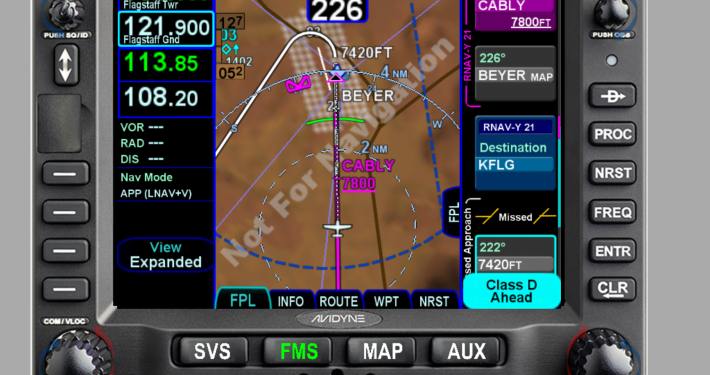 Flagstaff Twr
121.900
Flagstaff Gnd
113.85
108.20
VOR ---
RAD ---
DIS ---
Nav Mode
APP (LNAV+V)
View
Expanded
PUSH SQ/ID
COM/VLOC
226
127
03
1402
052
7420FT
4 NM
BEYER
2 NM
CABLY
7800
S
W
Not For Navigation
FPL
FPL
INFO
ROUTE
WPT
NRST
RNAV-Y 21
CABLY
7800FT
226°
BEYER MAP
RNAV-Y 21
Destination
KFLG
Missed
sed Approach
222°
7420FT
Class D
Ahead
PUSH OBS
D
PROC
NRST
FREQ
ENTR
CLR
AVIDYNE
SVS
FMS
MAP
AUX